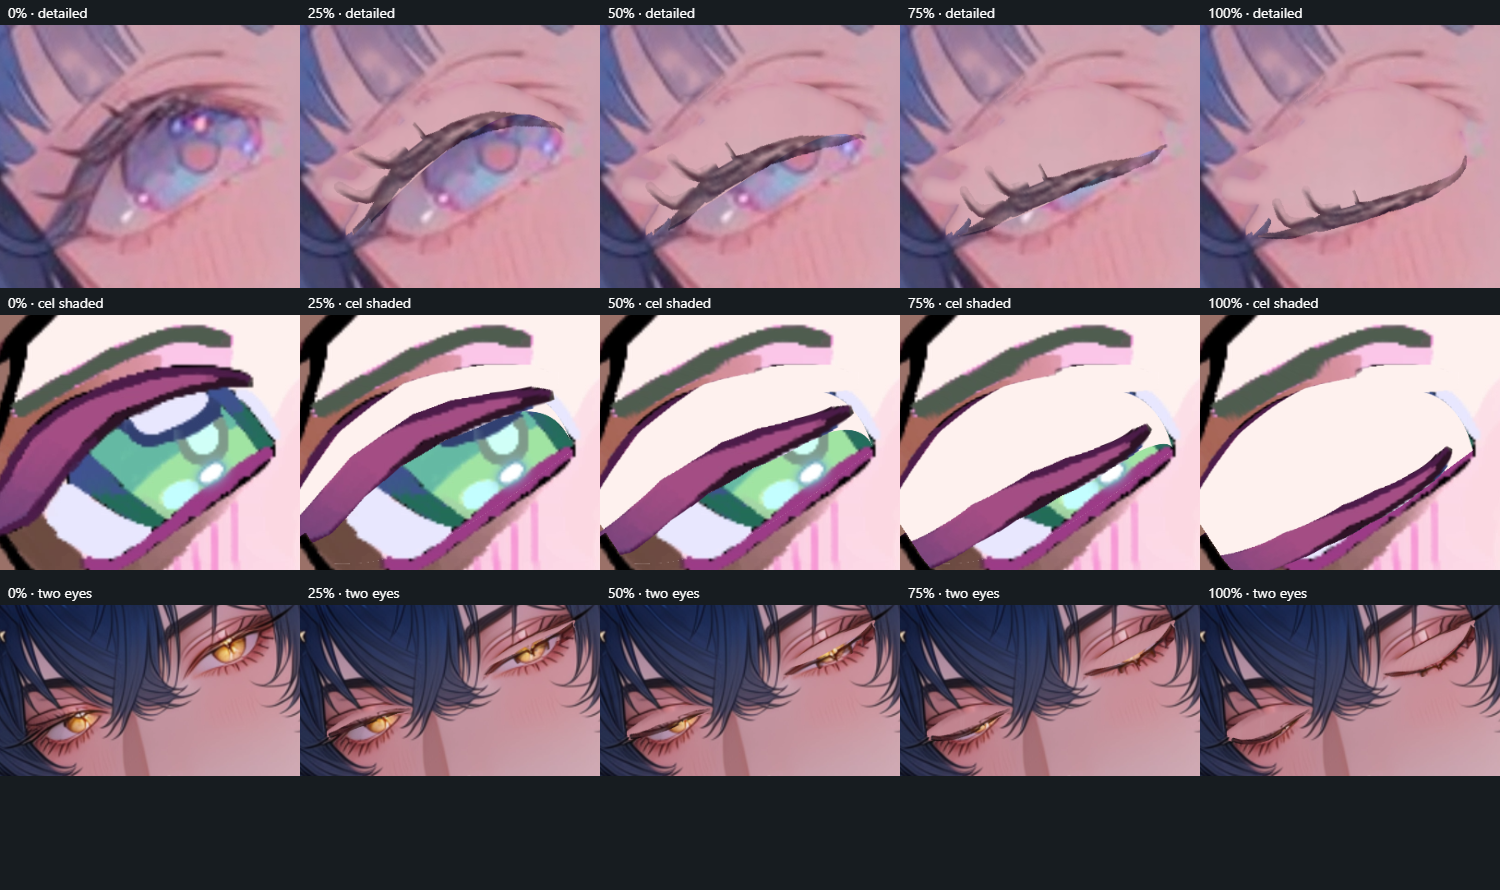 0% · detailed
25% · detailed
50% · detailed
75% · detailed
100% · detailed
0% · cel shaded
25% · cel shaded
50% · cel shaded
75% · cel shaded
100% · cel shaded
0% · two eyes
25% · two eyes
50% · two eyes
75% · two eyes
100% · two eyes